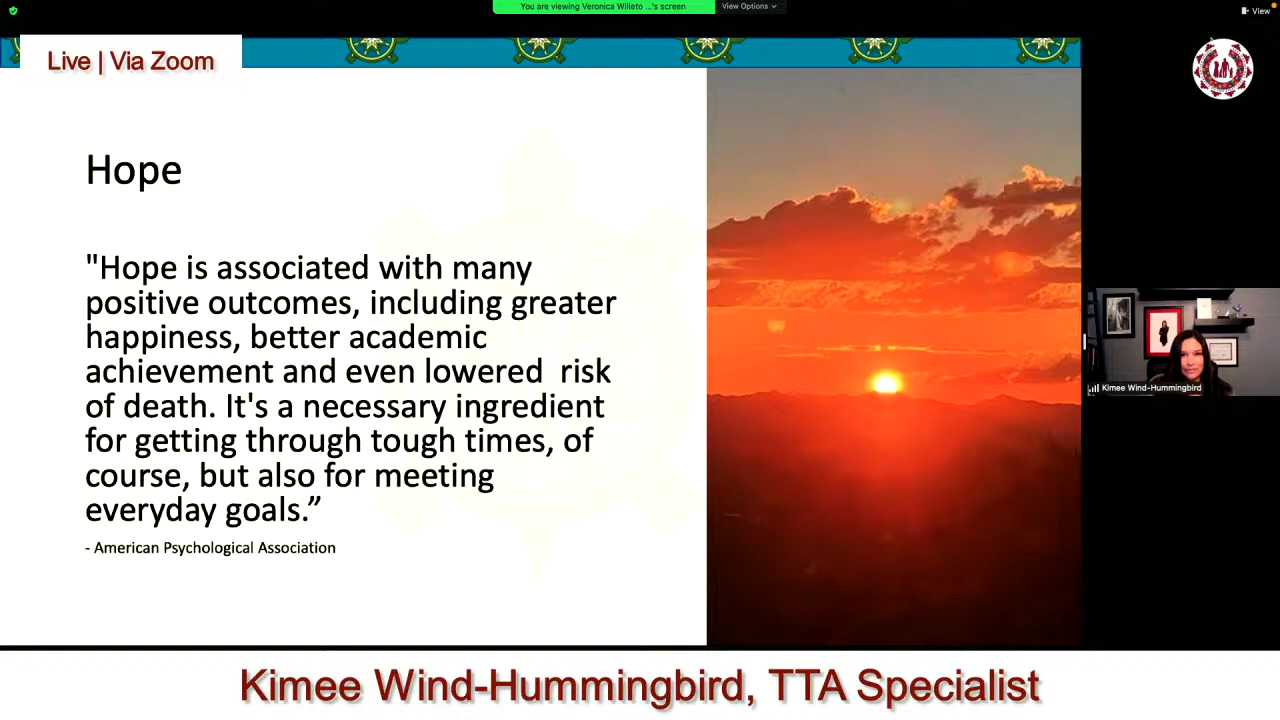 You are viewing Veronica Willeto ...'s screen
View Options
View
Live | Via Zoom
Hope
"Hope is associated with many
positive outcomes, including greater
happiness, better academic
achievement and even lowered  risk
of death. It's a necessary ingredient
for getting through tough times, of
course, but also for meeting
everyday goals.”
- American Psychological Association
Kimee Wind-Hummingbird
Kimee Wind-Hummingbird, TTA Specialist